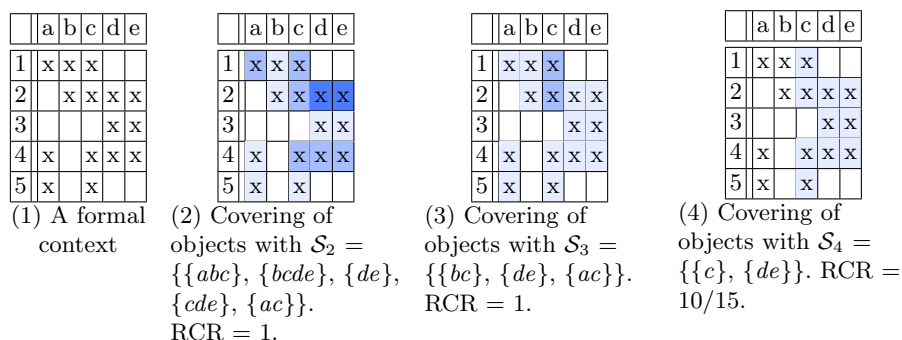 a b c d e
1 x x x
2 x x x x
3 x x
4 x x x x
5 x x
(1) A formal
context
a b c d e
1 x x x
2 x x x x
3 x x
4 x x x x
5 x x
(2) Covering of
objects with 𝒮₂ =
{{abc}, {bcde}, {de},
{cde}, {ac}}.
RCR = 1.
a b c d e
1 x x x
2 x x x x
3 x x
4 x x x x
5 x x
(3) Covering of
objects with 𝒮₃ =
{{bc}, {de}, {ac}}.
RCR = 1.
a b c d e
1 x x x
2 x x x x
3 x x
4 x x x x
5 x x
(4) Covering of
objects with 𝒮₄ =
{{c}, {de}}. RCR =
10/15.